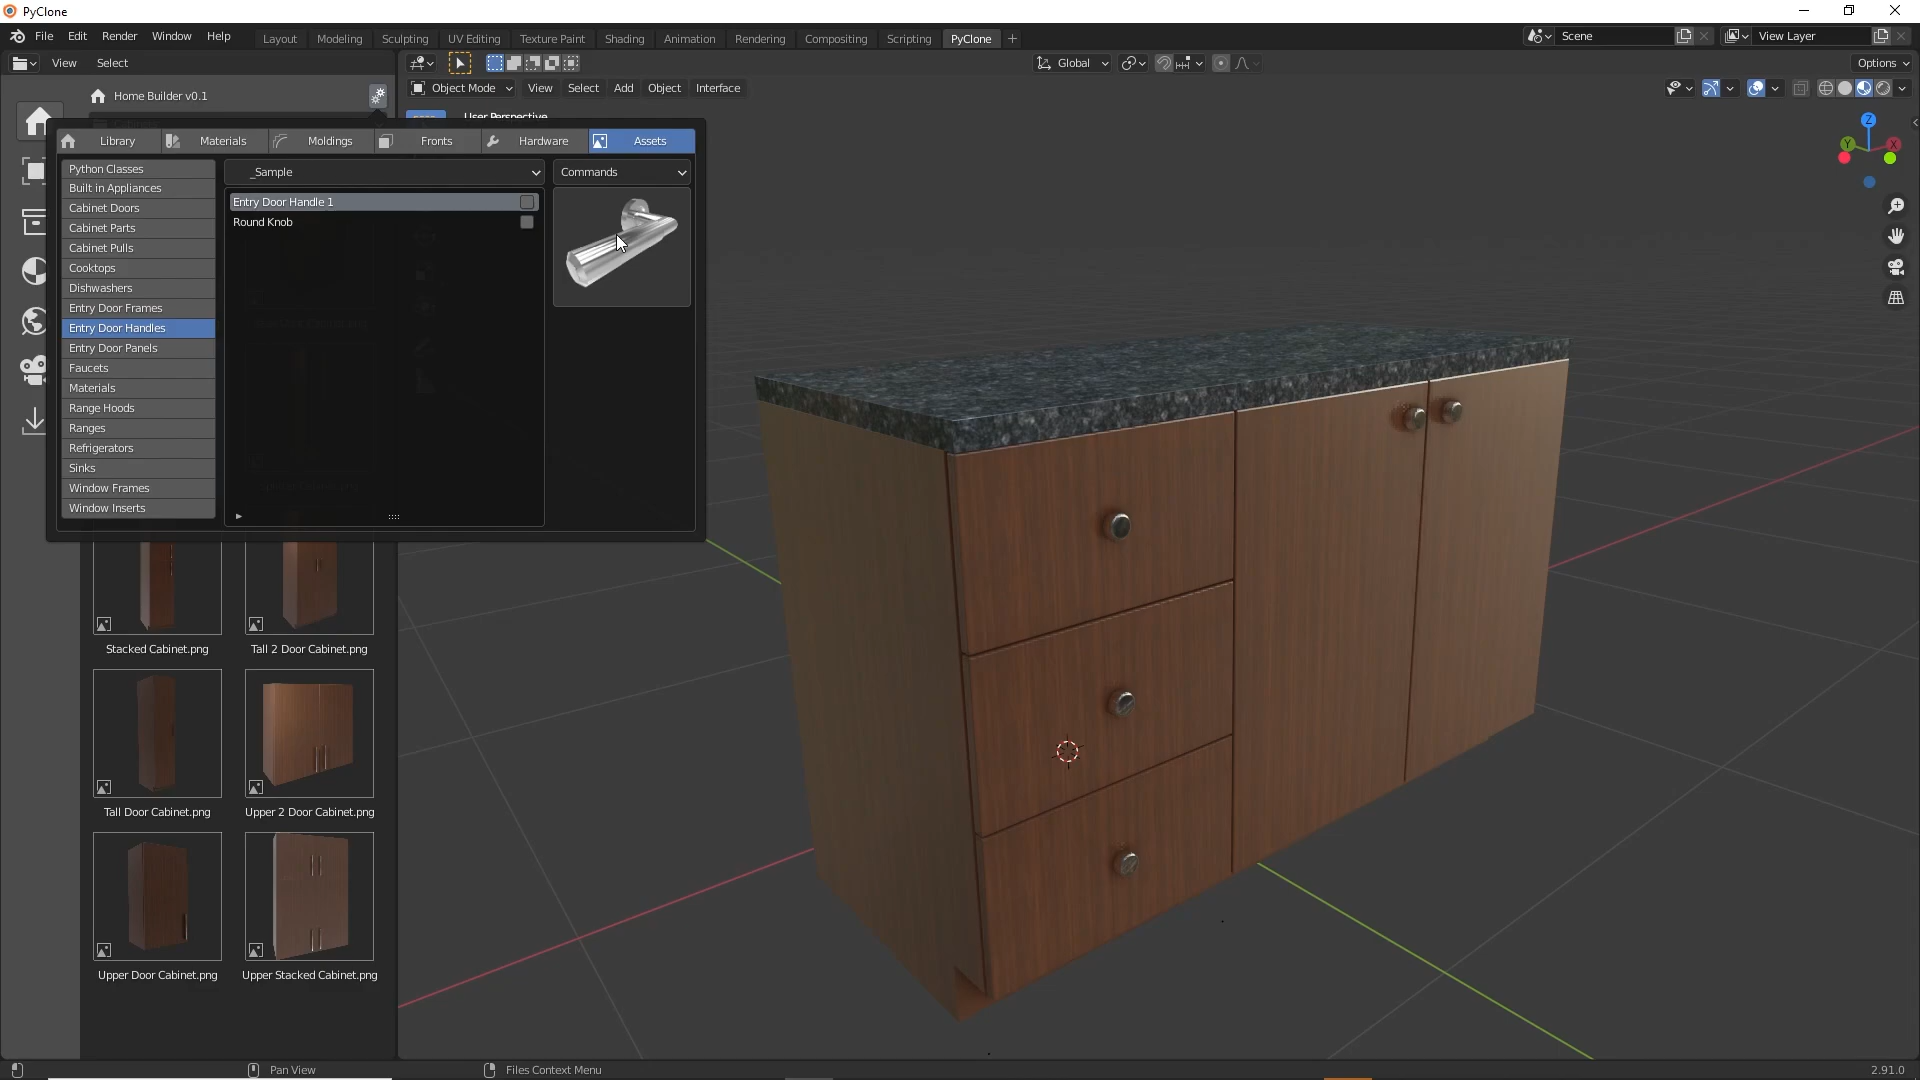 PyClone
File Edit Render Window Help
Layout Modeling Sculpting UV Editing Texture Paint Shading Animation Rendering Compositing Scripting PyClone +
Scene
View Layer
View Select
Global
Options
Object Mode View Select Add Object Interface
Home Builder v0.1
User Perspective
Library Materials Moldings Fronts Hardware Assets
Python Classes
Built in Appliances
Cabinet Doors
Cabinet Parts
Cabinet Pulls
Cooktops
Dishwashers
Entry Door Frames
Entry Door Handles
Entry Door Panels
Faucets
Materials
Range Hoods
Ranges
Refrigerators
Sinks
Window Frames
Window Inserts
_Sample
Commands
Entry Door Handle 1
Round Knob
Z
Y
X
Stacked Cabinet.png
Tall 2 Door Cabinet.png
Tall Door Cabinet.png
Upper 2 Door Cabinet.png
Upper Door Cabinet.png
Upper Stacked Cabinet.png
Pan View
Files Context Menu
2.91.0